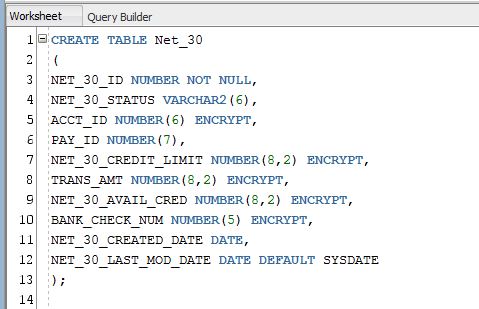 Worksheet Query Builder
1 CREATE TABLE Net_30
2 (
3 NET_30_ID NUMBER NOT NULL,
4 NET_30_STATUS VARCHAR2(6),
5 ACCT_ID NUMBER(6) ENCRYPT,
6 PAY_ID NUMBER(7),
7 NET_30_CREDIT_LIMIT NUMBER(8,2) ENCRYPT,
8 TRANS_AMT NUMBER(8,2) ENCRYPT,
9 NET_30_AVAIL_CRED NUMBER(8,2) ENCRYPT,
10 BANK_CHECK_NUM NUMBER(5) ENCRYPT,
11 NET_30_CREATED_DATE DATE,
12 NET_30_LAST_MOD_DATE DATE DEFAULT SYSDATE
13 );
14